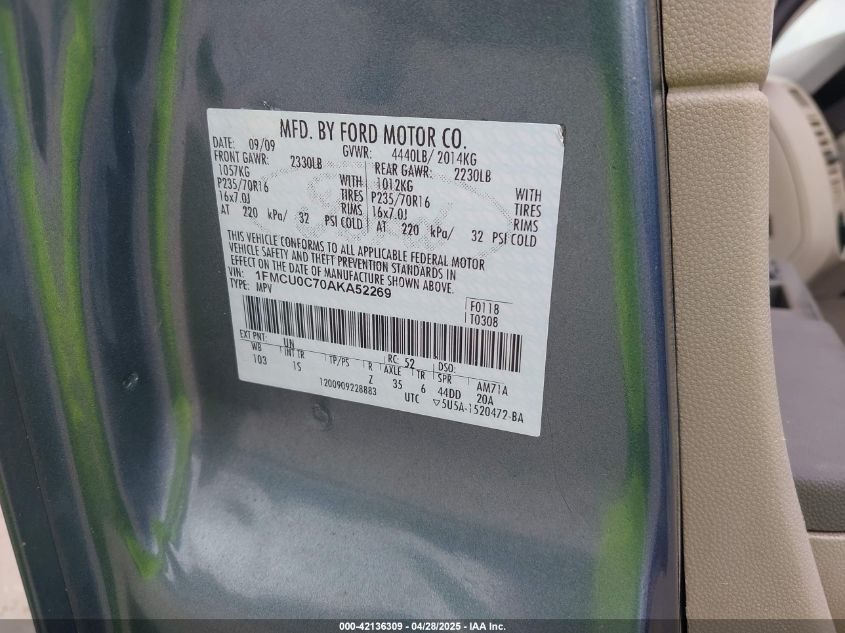 MFD. BY FORD MOTOR CO.
DATE: 09/09 GVWR: 4440LB/ 2014KG
FRONT GAWR: 2330LB REAR GAWR: 2230LB
1057KG WITH 1012KG WITH
P235/70R16 TIRES P235/70R16 TIRES
16x7.0J RIMS 16x7.0J RIMS
AT 220 kPa/ 32 PSI COLD AT 220 kPa/ 32 PSI COLD
THIS VEHICLE CONFORMS TO ALL APPLICABLE FEDERAL MOTOR
VEHICLE SAFETY AND THEFT PREVENTION STANDARDS IN
EFFECT ON THE DATE OF MANUFACTURE SHOWN ABOVE.
VIN: 1FMCU0C70AKA52269
TYPE: MPV
F0118
T0308
EXT PNT: UN RC: 52 DSO:
WB INT TR TP/PS R AXLE TR SPR AM71A
103 1S Z 35 6 44DD 20A
1200909228883 UTC ▽5U5A-1520472-BA
000-42136309 | 04/28/2025 | IAA Inc.